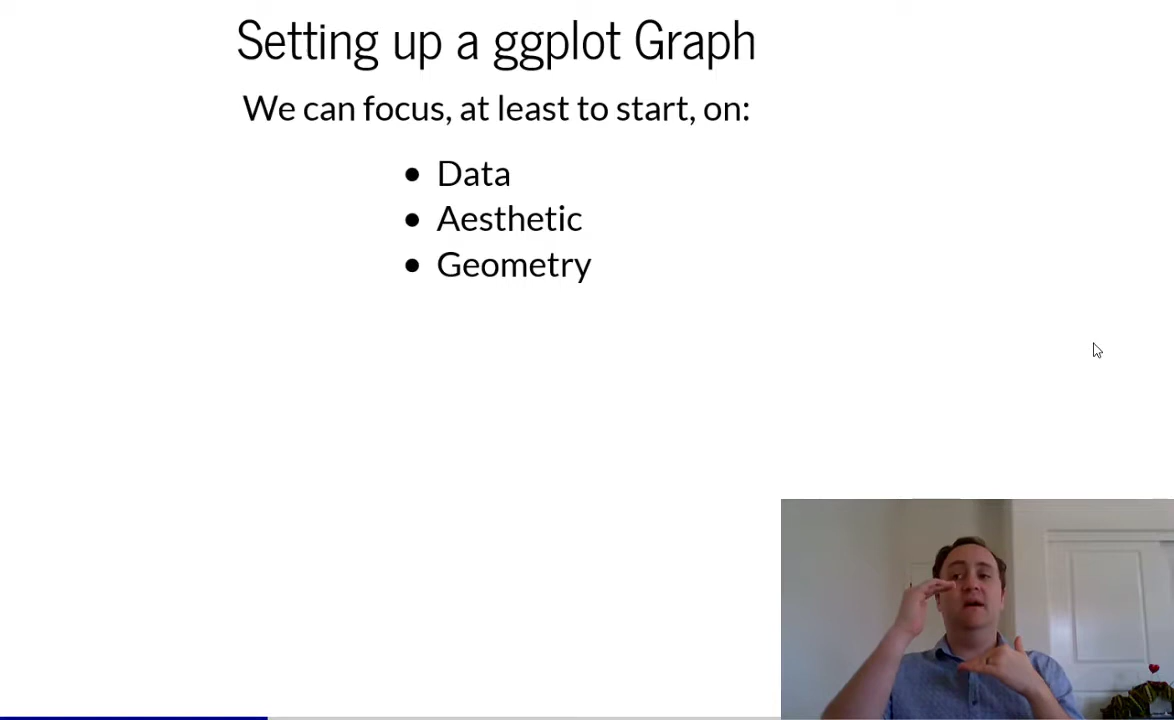 Setting up a ggplot Graph
We can focus, at least to start, on:
• Data
• Aesthetic
• Geometry